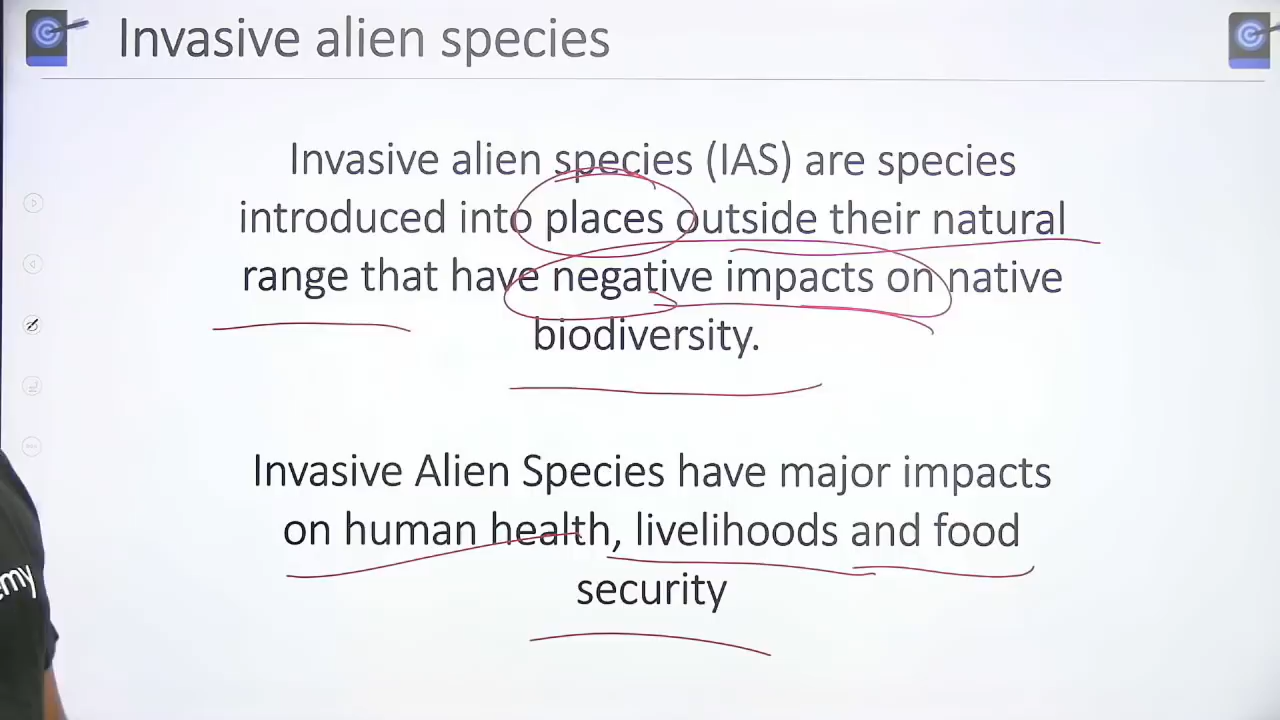 Invasive alien species
Invasive alien species (IAS) are species
introduced into places outside their natural
range that have negative impacts on native
biodiversity.
Invasive Alien Species have major impacts
on human health, livelihoods and food
security
emy